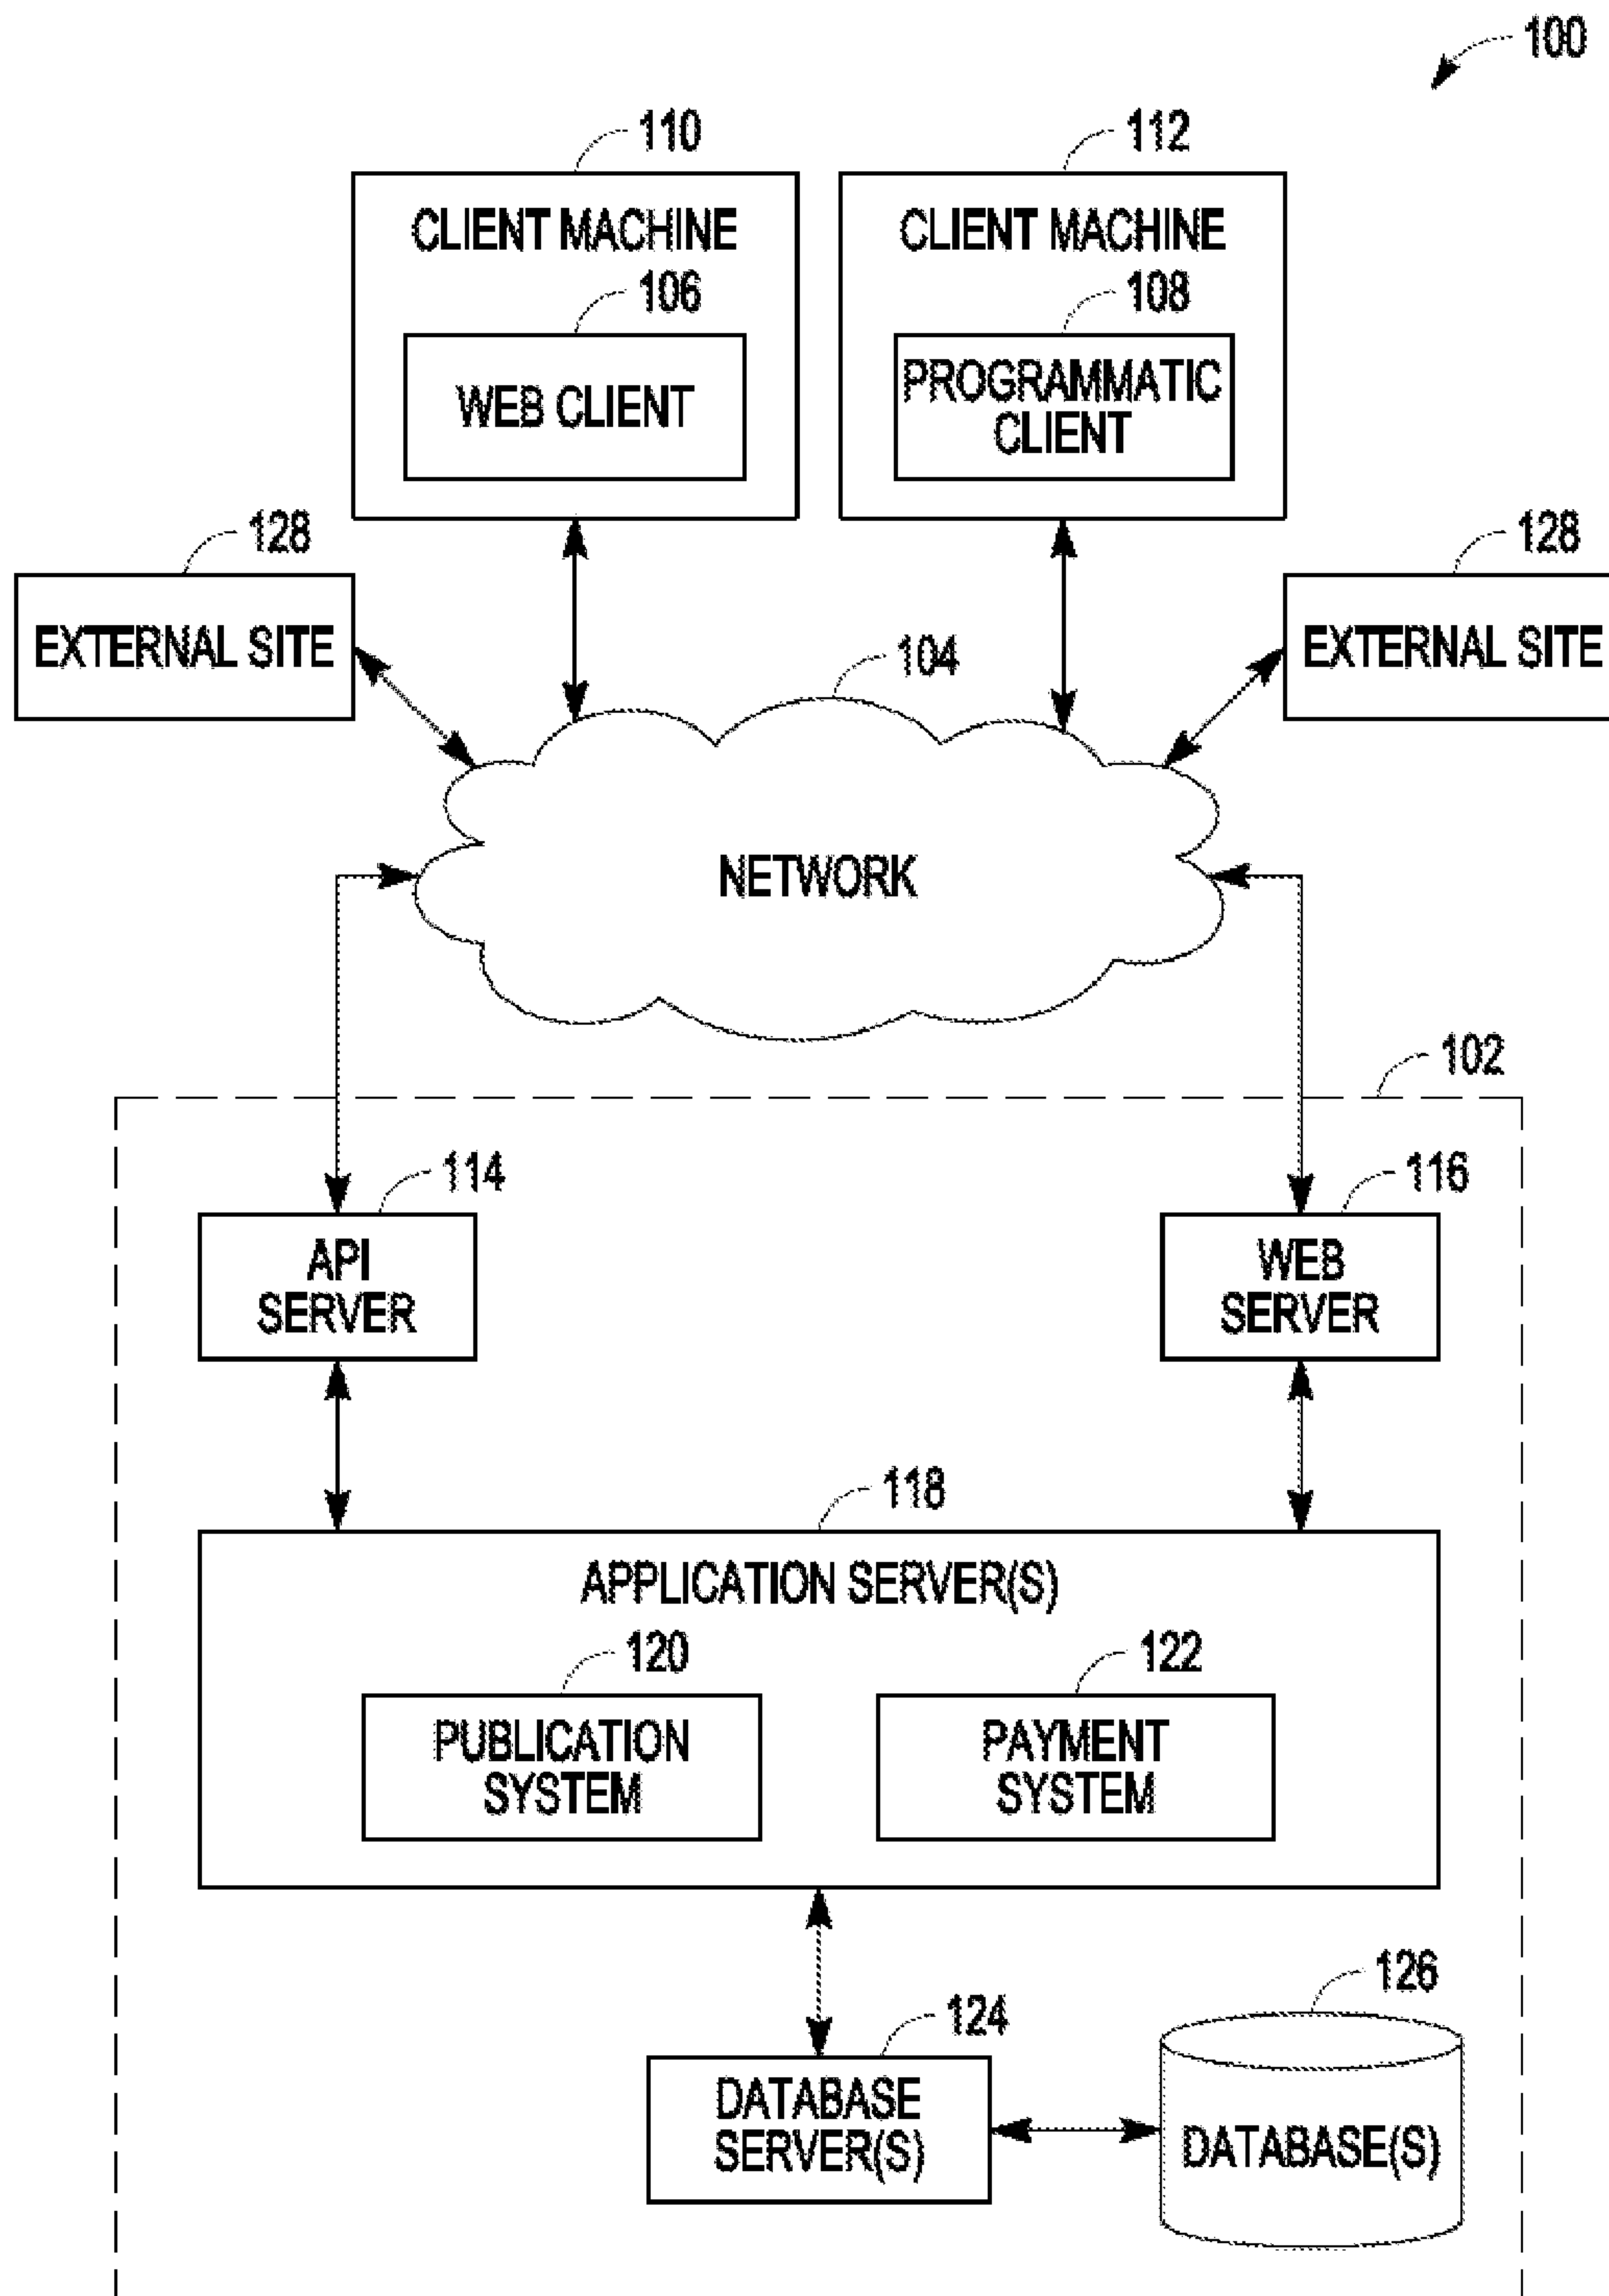 100
110
112
CLIENT MACHINE
CLIENT MACHINE
106
108
WEB CLIENT
PROGRAMMATIC
CLIENT
128
128
EXTERNAL SITE
EXTERNAL SITE
104
NETWORK
102
114
116
API
SERVER
WEB
SERVER
118
APPLICATION SERVER(S)
120
122
PUBLICATION
SYSTEM
PAYMENT
SYSTEM
126
124
DATABASE
SERVER(S)
DATABASE(S)